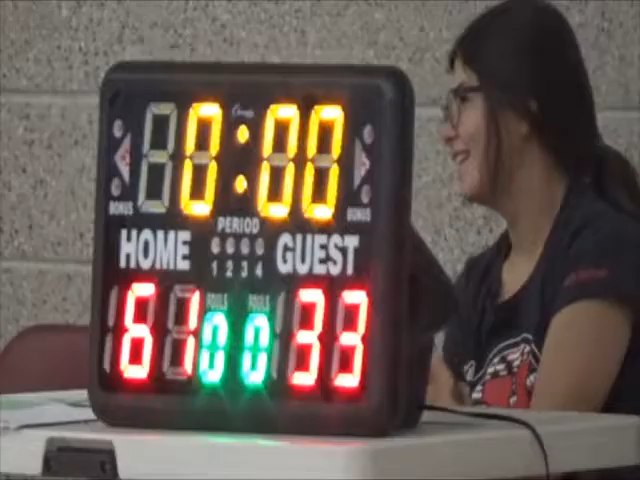 0:00
BONUS BONUS
PERIOD
HOME GUEST
1 2 3 4
FOULS FOULS
61 0 0 33